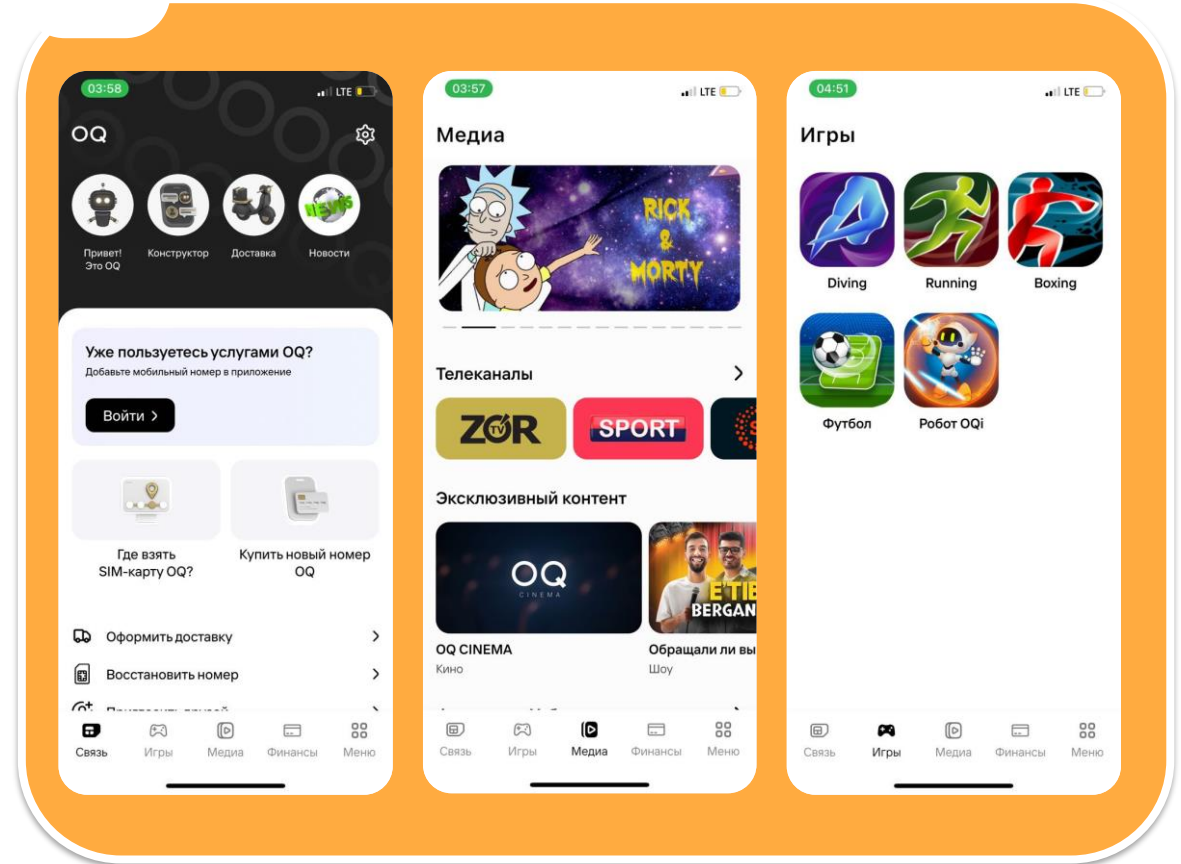 03:58
LTE
OQ
NEWS
Привет!
Это OQ
Конструктор
Доставка
Новости
Уже пользуетесь услугами OQ?
Добавьте мобильный номер в приложение
Войти >
Где взять
SIM-карту OQ?
Купить новый номер
OQ
Оформить доставку
Восстановить номер
Связь
Игры
Медиа
Финансы
Меню
03:57
LTE
Медиа
RICK
&
MORTY
Телеканалы
ZOR
TV
SPORT
Эксклюзивный контент
OQ
CINEMA
E'TIB
BERGAN
OQ CINEMA
Кино
Обращали ли вы
Шоу
Связь
Игры
Медиа
Финансы
Меню
04:51
LTE
Игры
Diving
Running
Boxing
Футбол
Робот OQi
Связь
Игры
Медиа
Финансы
Меню